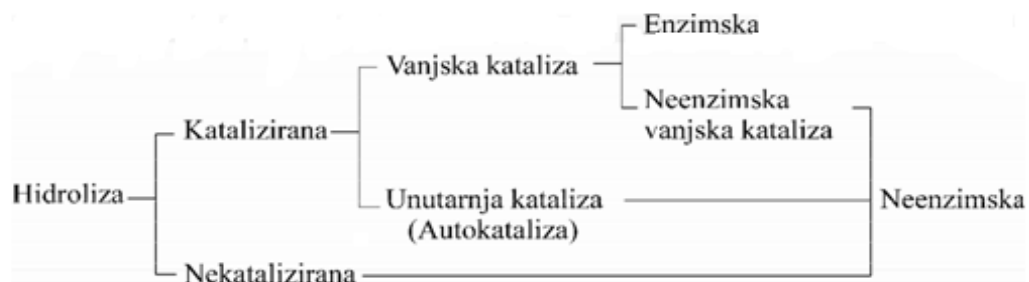 Enzimska
Vanjska kataliza
Neenzimska
vanjska kataliza
Katalizirana
Hidroliza
Unutarnja kataliza
(Autokataliza)
Neenzimska
Nekatalizirana